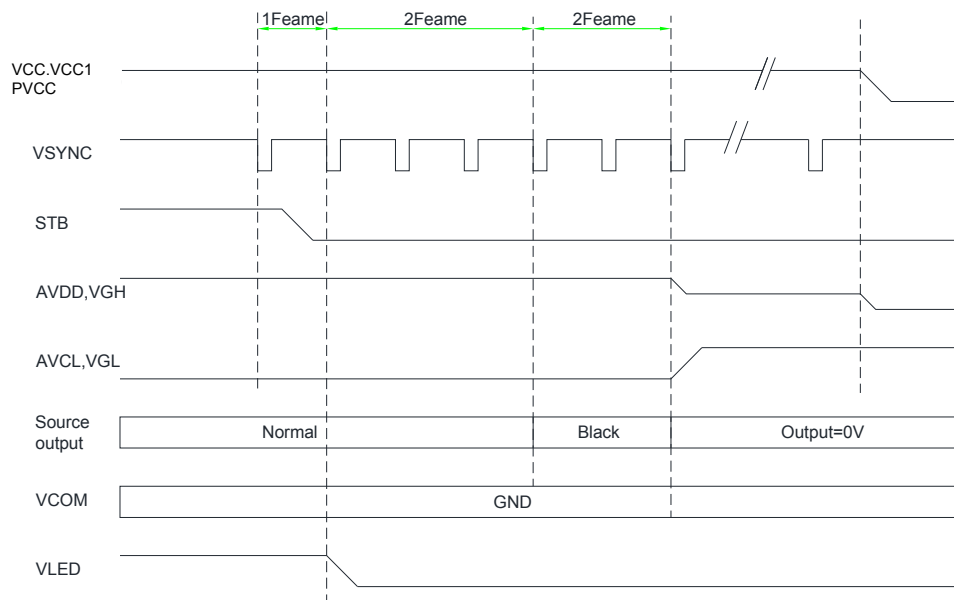 1Feame 2Feame 2Feame
VCC.VCC1
PVCC
VSYNC
STB
AVDD,VGH
AVCL,VGL
Source
output
Normal Black Output=0V
VCOM GND
VLED